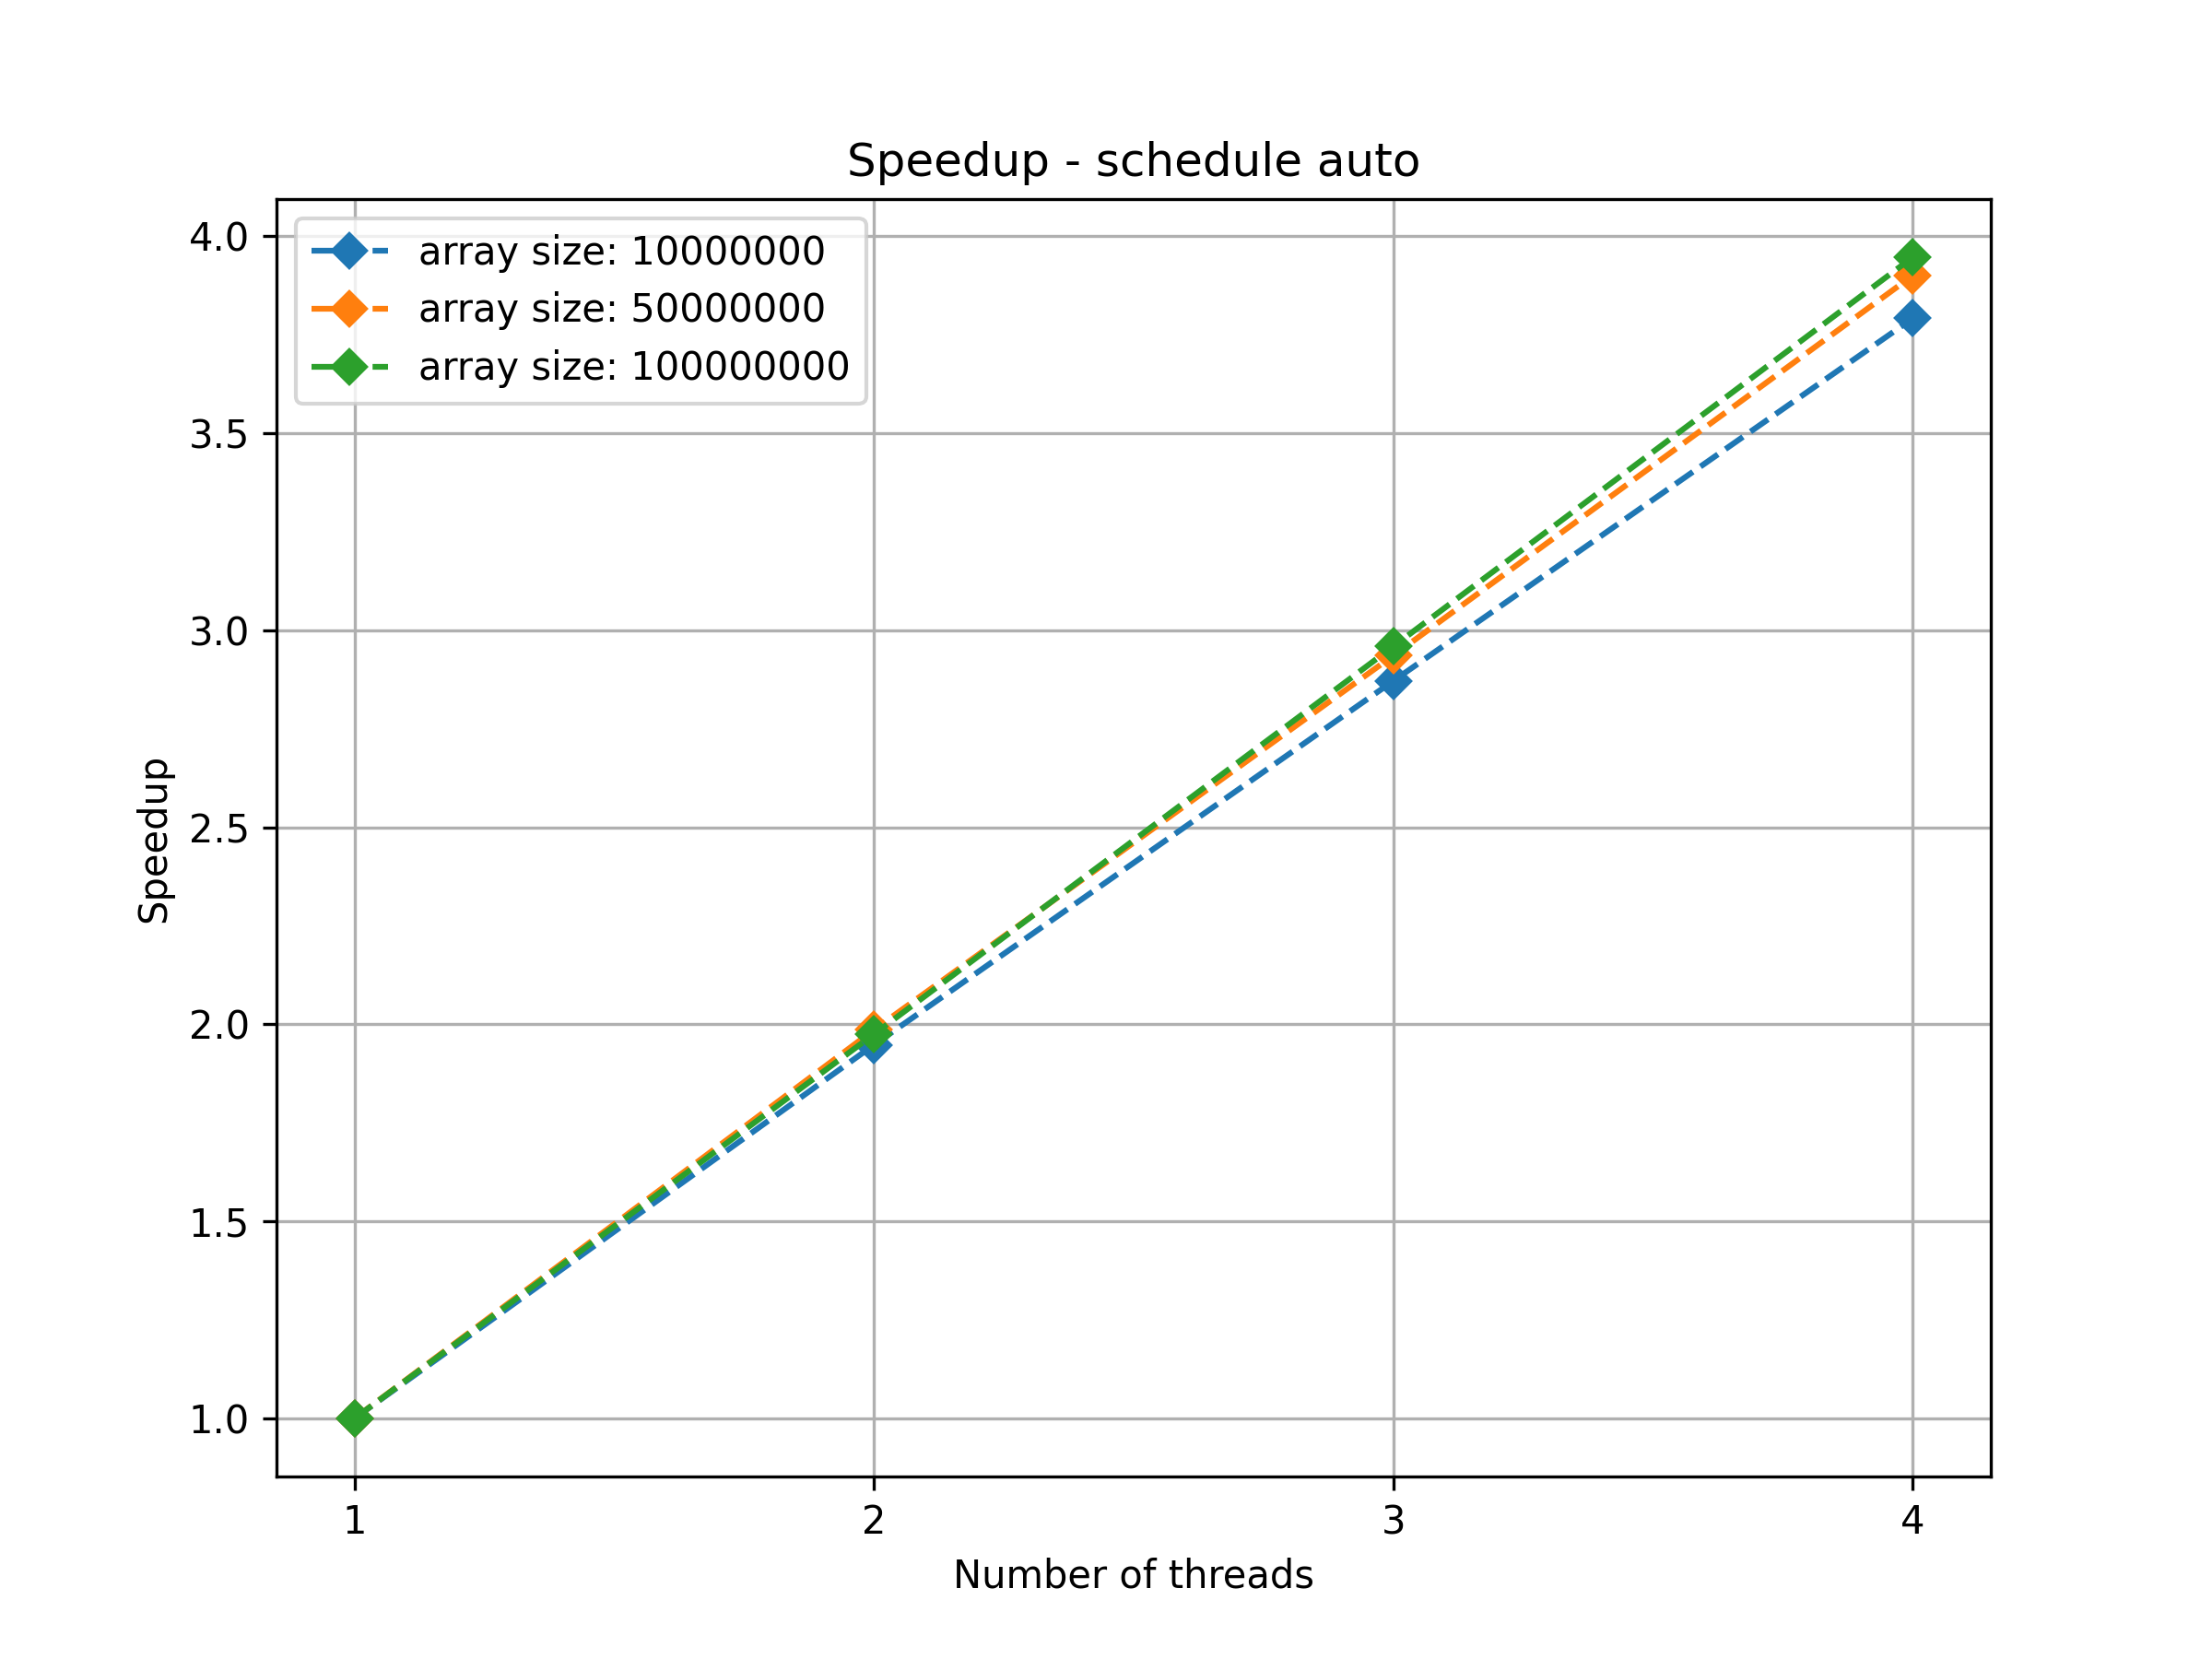 Speedup - schedule auto
array size: 10000000
array size: 50000000
array size: 100000000
4.0
3.5
3.0
2.5
2.0
1.5
1.0
Speedup
1 2 3 4
Number of threads